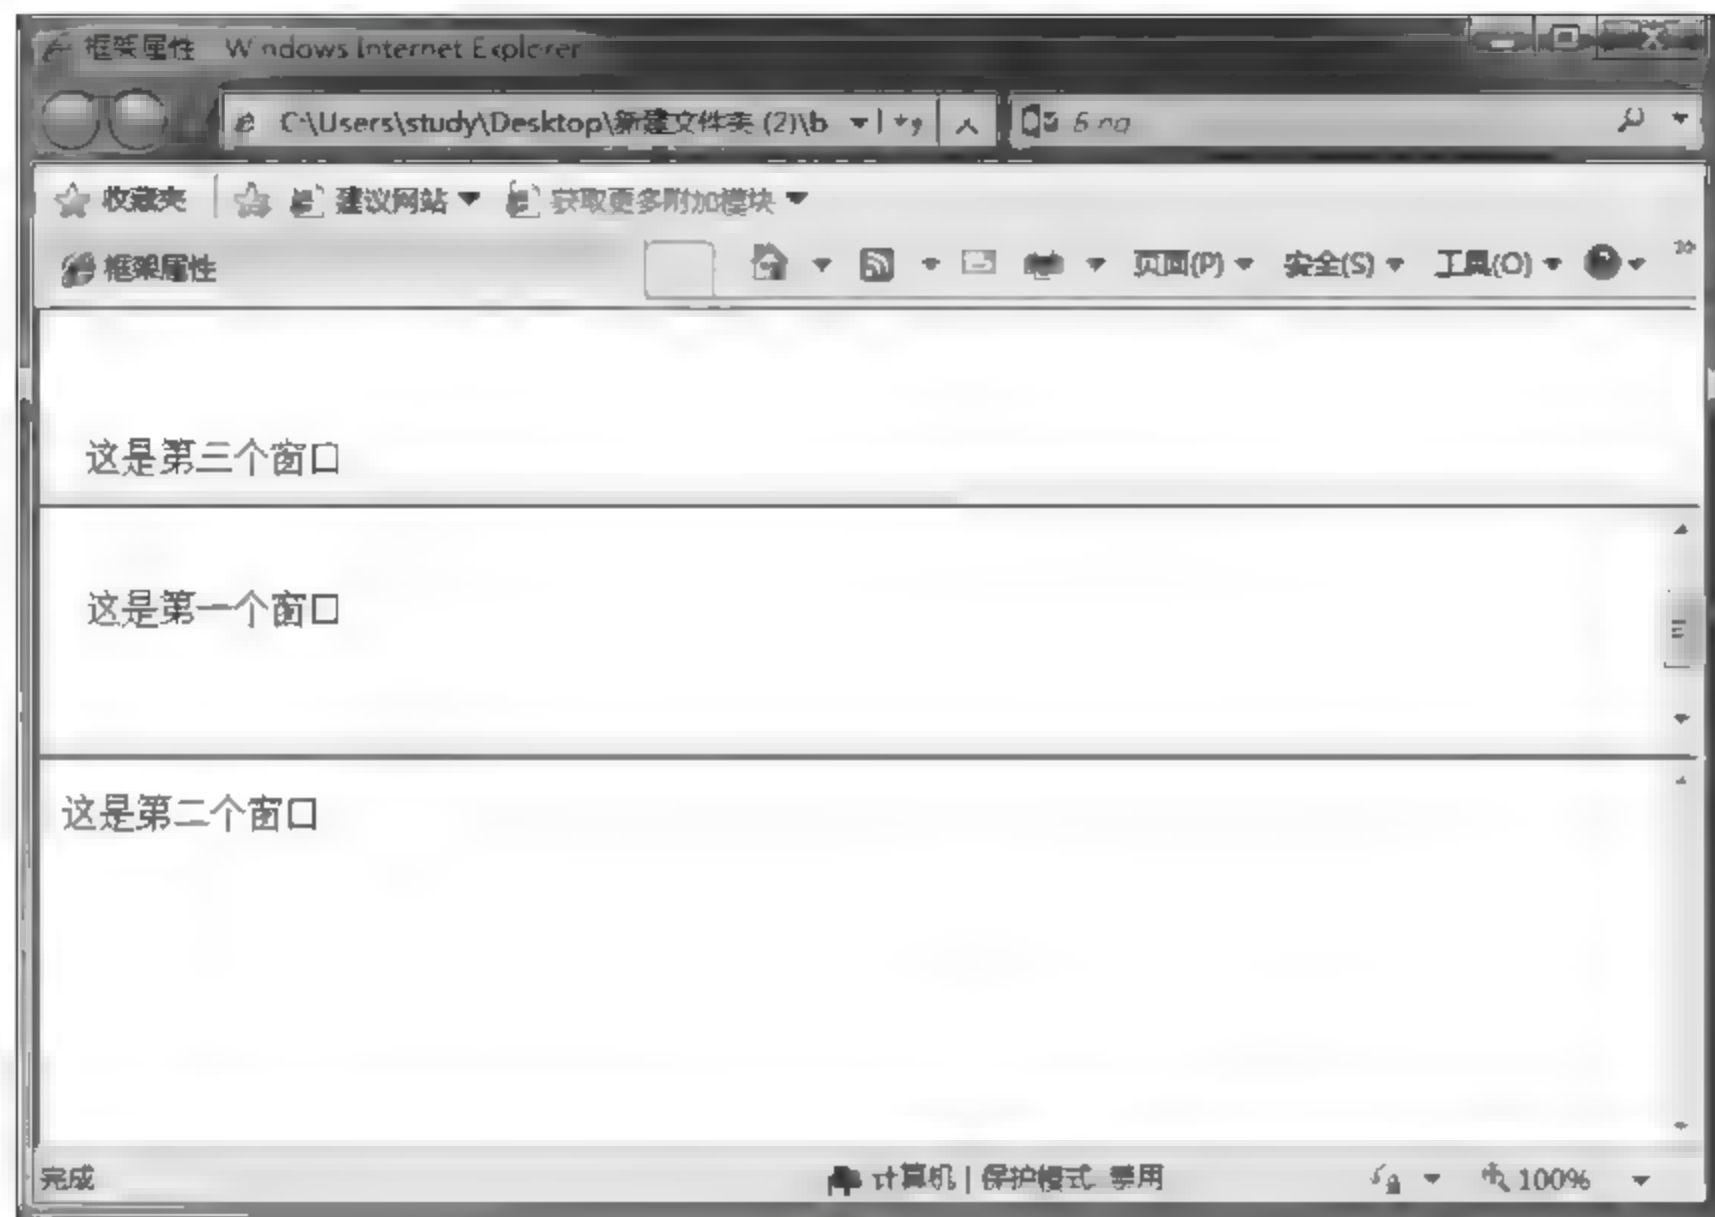 框架属性 Windows Internet Explorer
C:\Users\study\Desktop\新建文件夹 (2)\b
收藏夹 建议网站 获取更多附加模块
框架属性 页面(P) 安全(S) 工具(O)
这是第三个窗口
这是第一个窗口
这是第二个窗口
完成 计算机 | 保护模式 禁用 100%